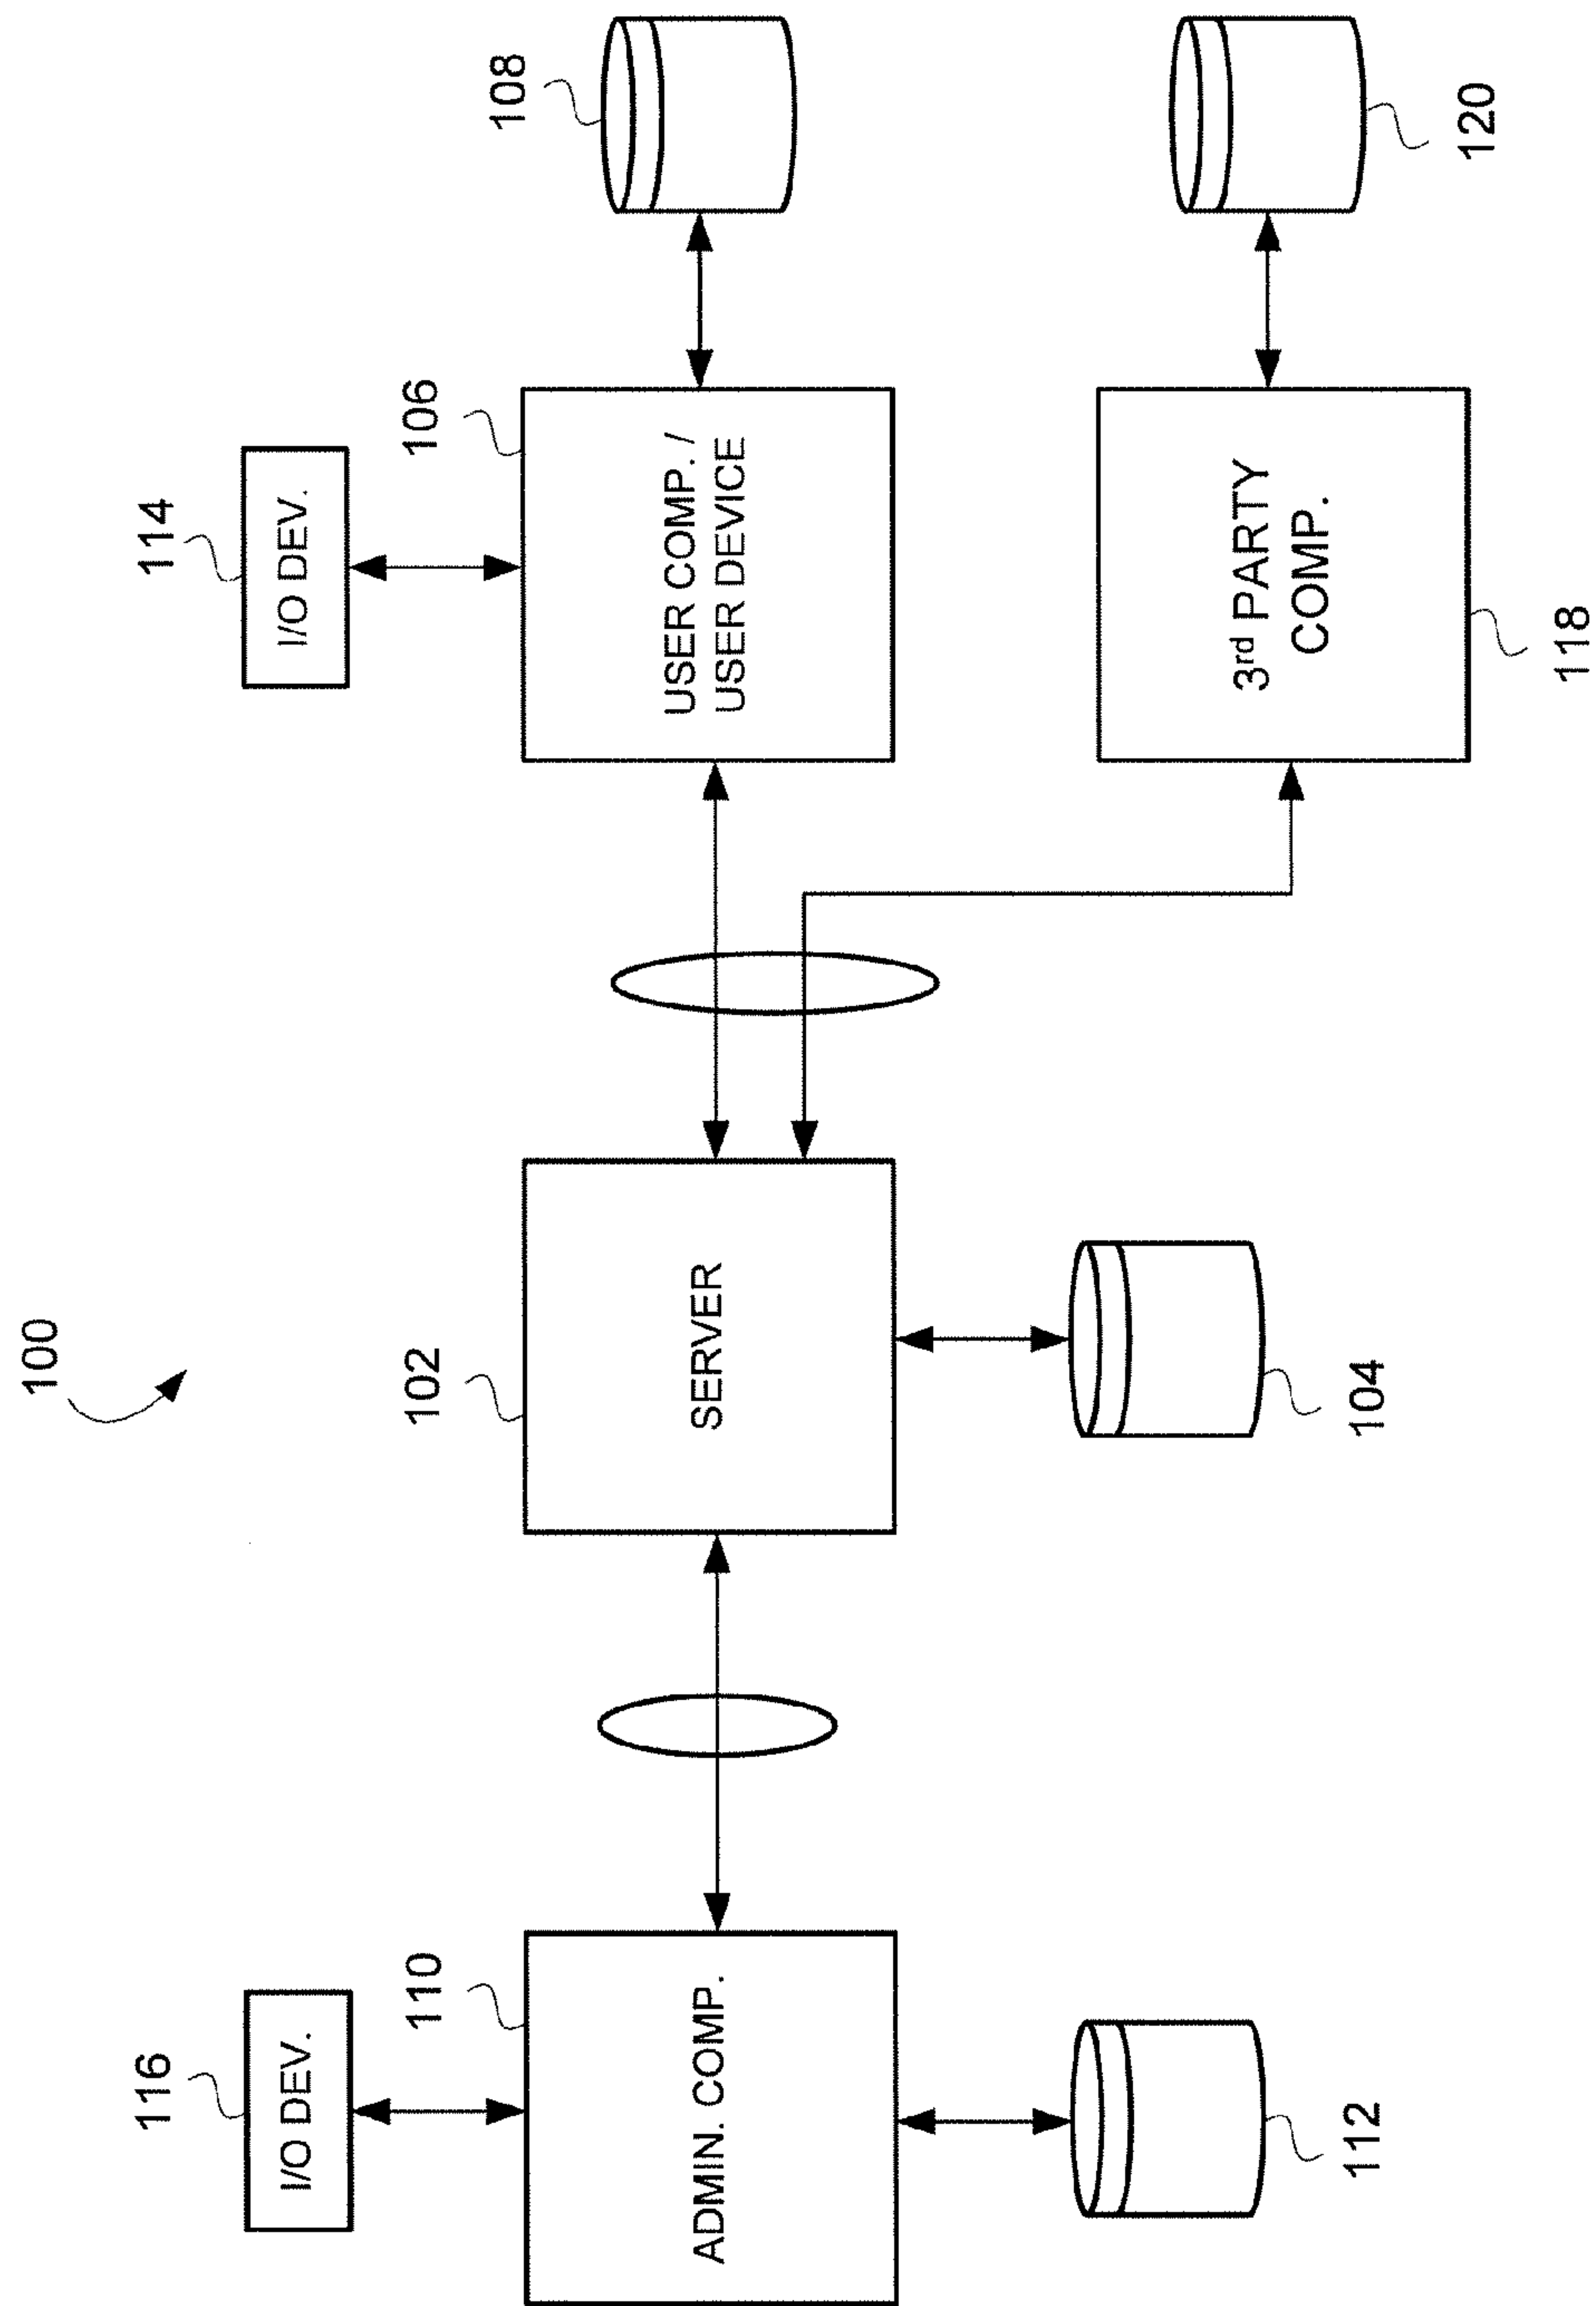 100
116
I/O DEV.
110
ADMIN. COMP.
112
102
SERVER
104
114
I/O DEV.
106
USER COMP. /
USER DEVICE
108
3rd PARTY
COMP.
118
120